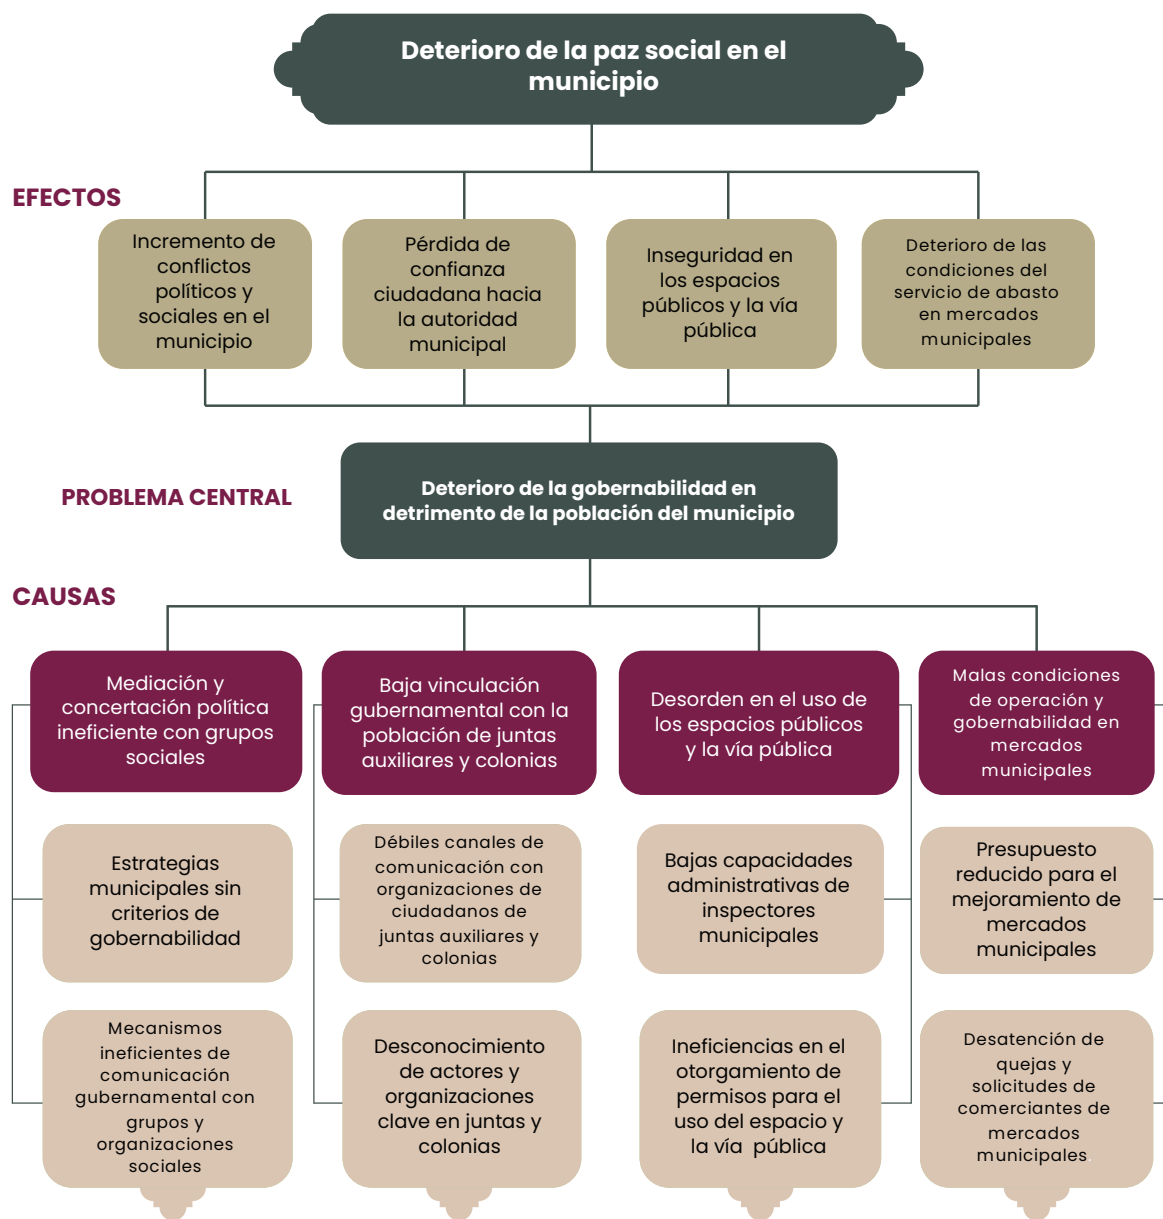 Deterioro de la paz social en el
municipio
EFECTOS
Incremento de
conflictos
políticos y
sociales en el
municipio
Pérdida de
confianza
ciudadana hacia
la autoridad
municipal
Inseguridad en
los espacios
públicos y la vía
pública
Deterioro de las
condiciones del
servicio de abasto
en mercados
municipales
PROBLEMA CENTRAL
Deterioro de la gobernabilidad en
detrimento de la población del municipio
CAUSAS
Mediación y
concertación política
ineficiente con grupos
sociales
Baja vinculación
gubernamental con la
población de juntas
auxiliares y colonias
Desorden en el uso de
los espacios públicos
y la vía pública
Malas condiciones
de operación y
gobernabilidad en
mercados
municipales
Estrategias
municipales sin
criterios de
gobernabilidad
Débiles canales de
comunicación con
organizaciones de
ciudadanos de
juntas auxiliares y
colonias
Bajas capacidades
administrativas de
inspectores
municipales
Presupuesto
reducido para el
mejoramiento de
mercados
municipales
Mecanismos
ineficientes de
comunicación
gubernamental con
grupos y
organizaciones
sociales
Desconocimiento
de actores y
organizaciones
clave en juntas y
colonias
Ineficiencias en el
otorgamiento de
permisos para el
uso del espacio y
la vía pública
Desatención de
quejas y
solicitudes de
comerciantes de
mercados
municipales